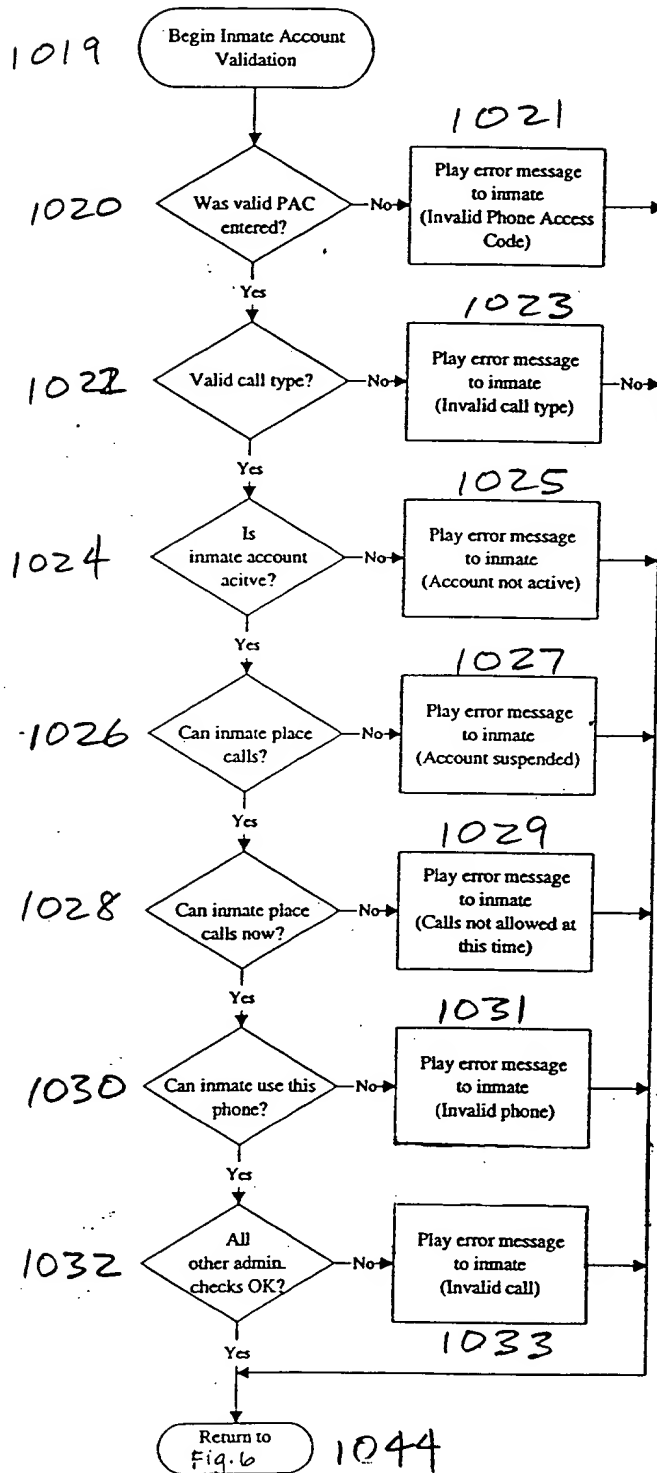 1019
Begin Inmate Account
Validation
1020
Was valid PAC
entered?
No
1021
Play error message
to inmate
(Invalid Phone Access
Code)
Yes
1022
Valid call type?
No
1023
Play error message
to inmate
(Invalid call type)
No
Yes
1024
Is
inmate account
acitve?
No
1025
Play error message
to inmate
(Account not active)
Yes
1026
Can inmate place
calls?
No
1027
Play error message
to inmate
(Account suspended)
Yes
1028
Can inmate place
calls now?
No
1029
Play error message
to inmate
(Calls not allowed at
this time)
Yes
1030
Can inmate use this
phone?
No
1031
Play error message
to inmate
(Invalid phone)
Yes
1032
All
other admin
checks OK?
No
Play error message
to inmate
(Invalid call)
1033
Yes
Return to
Fig. 6
1044